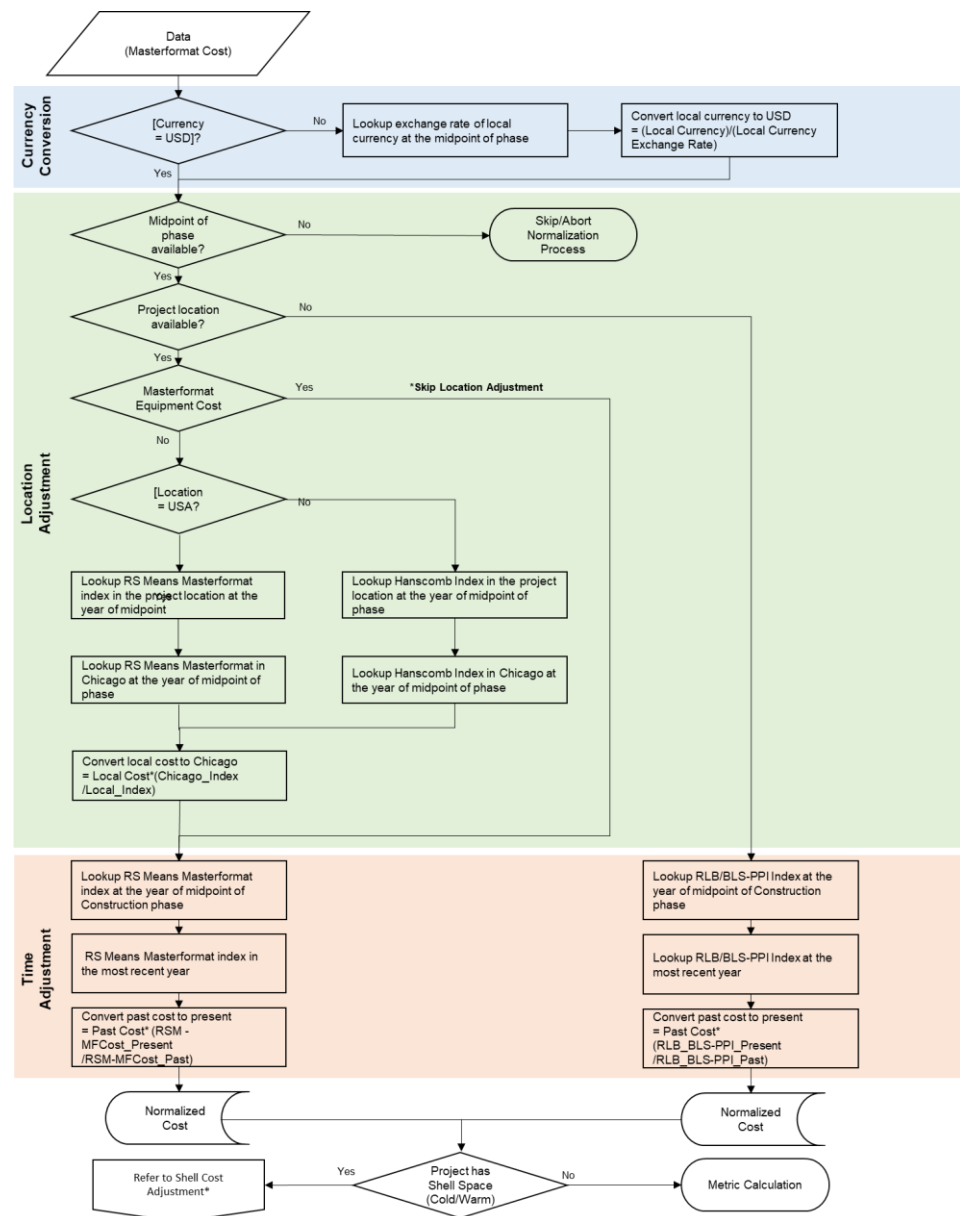 Data
(Masterformat Cost)
Currency
Conversion
[Currency
= USD]?
No
Lookup exchange rate of local
currency at the midpoint of phase
Convert local currency to USD
= (Local Currency)/(Local Currency
Exchange Rate)
Yes
Location
Adjustment
Midpoint of
phase
available?
No
Skip/Abort
Normalization
Process
Yes
Project location
available?
No
Yes
Masterformat
Equipment Cost
Yes
*Skip Location Adjustment
No
[Location
= USA?
No
Lookup RS Means Masterformat
index in the project location at the
year of midpoint
Yes
Lookup Hanscomb Index in the project
location at the year of midpoint of
phase
Lookup RS Means Masterformat in
Chicago at the year of midpoint of
phase
Lookup Hanscomb Index in Chicago at
the year of midpoint of phase
Convert local cost to Chicago
= Local Cost*(Chicago_Index
/Local_Index)
Time
Adjustment
Lookup RS Means Masterformat
index at the year of midpoint of
Construction phase
Lookup RLB/BLS-PPI Index at the
year of midpoint of Construction
phase
RS Means Masterformat index in
the most recent year
Lookup RLB/BLS-PPI Index at the
most recent year
Convert past cost to present
= Past Cost* (RSM -
MFCost_Present
/RSM-MFCost_Past)
Convert past cost to present
= Past Cost*
(RLB_BLS-PPI_Present
/RLB_BLS-PPI_Past)
Normalized
Cost
Normalized
Cost
Refer to Shell Cost
Adjustment*
Yes
Project has
Shell Space
(Cold/Warm)
No
Metric Calculation